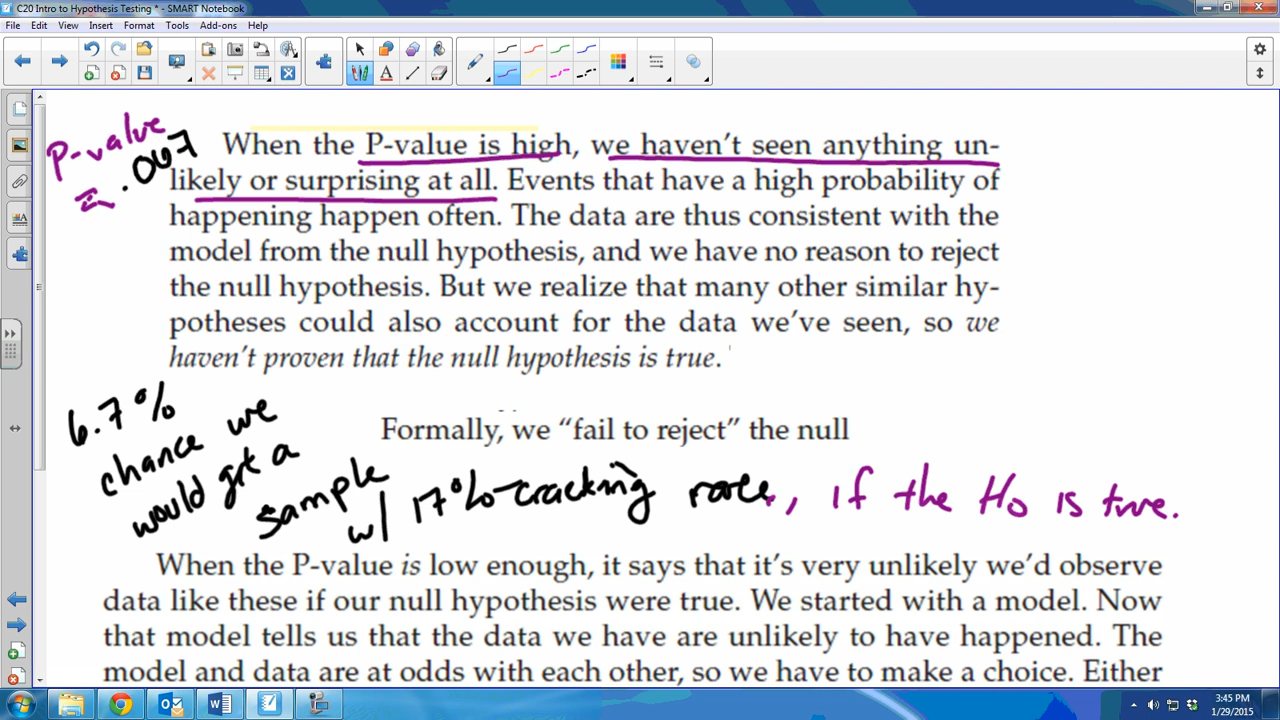 C20 Intro to Hypothesis Testing * - SMART Notebook
File Edit View Insert Format Tools Add-ons Help
P-value
= .067
When the P-value is high, we haven't seen anything un-
likely or surprising at all. Events that have a high probability of
happening happen often. The data are thus consistent with the
model from the null hypothesis, and we have no reason to reject
the null hypothesis. But we realize that many other similar hy-
potheses could also account for the data we've seen, so we
haven't proven that the null hypothesis is true.
Formally, we "fail to reject" the null
6.7%
chance we
would get a
sample
w/ 17% cracking rate, if the Ho is true.
When the P-value is low enough, it says that it's very unlikely we'd observe
data like these if our null hypothesis were true. We started with a model. Now
that model tells us that the data we have are unlikely to have happened. The
model and data are at odds with each other, so we have to make a choice. Either
3:45 PM
1/29/2015